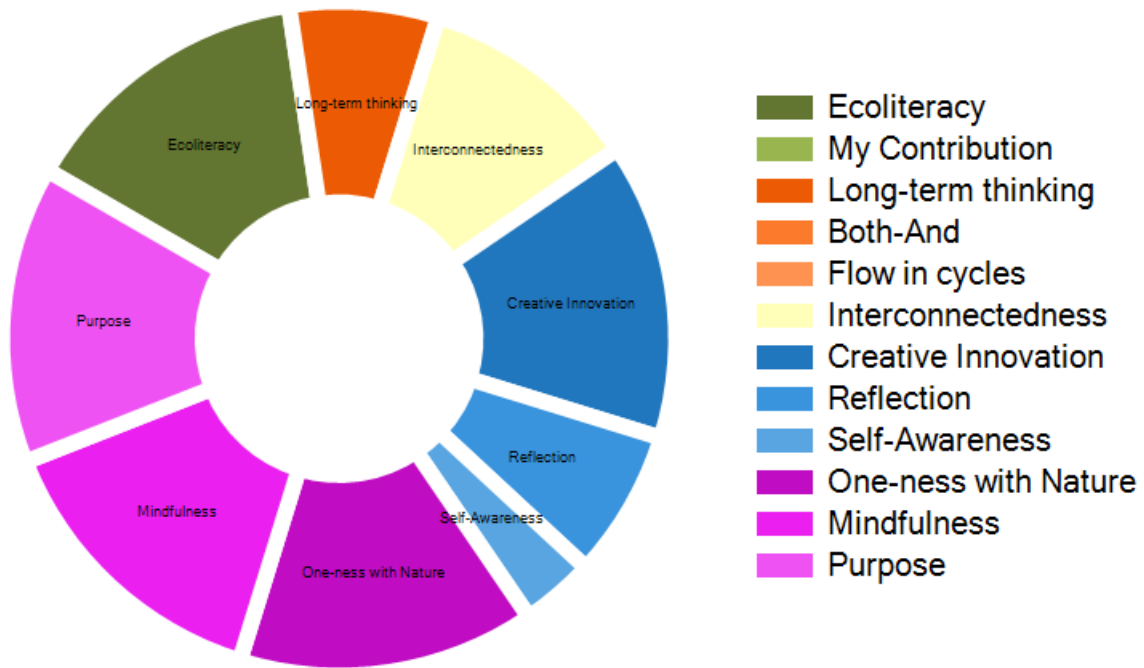 Long-term thinking
Ecoliteracy
Interconnectedness
Creative Innovation
Purpose
Reflection
Mindfulness
Self-Awareness
One-ness with Nature
Ecoliteracy
My Contribution
Long-term thinking
Both-And
Flow in cycles
Interconnectedness
Creative Innovation
Reflection
Self-Awareness
One-ness with Nature
Mindfulness
Purpose